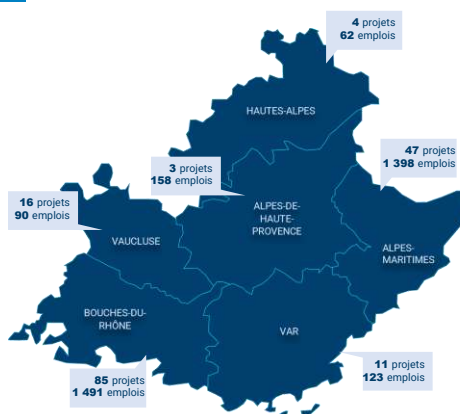 4 projets
62 emplois
HAUTES-ALPES
47 projets
1 398 emplois
3 projets
158 emplois
16 projets
90 emplois
ALPES-DE-
HAUTE-
PROVENCE
VAUCLUSE
ALPES-
MARITIMES
BOUCHES-DU-
RHÔNE
VAR
11 projets
123 emplois
85 projets
1 491 emplois